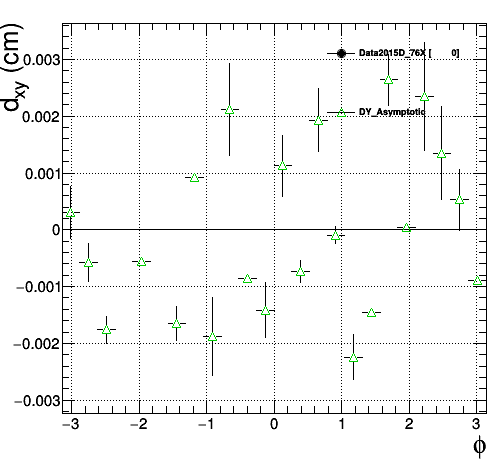 d_xy (cm)
0.003
0.002
0.001
0
−0.001
−0.002
−0.003
Data2015D_76X [ 0]
DY_Asymptotic
−3 −2 −1 0 1 2 3
ϕ